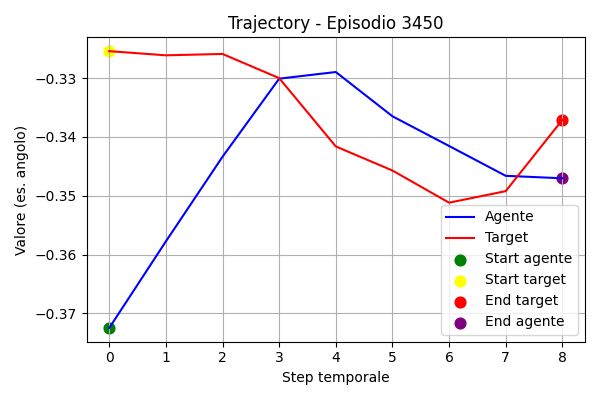 Trajectory - Episodio 3450
Valore (es. angolo)
−0.33
−0.34
−0.35
−0.36
−0.37
0 1 2 3 4 5 6 7 8
Step temporale
Agente
Target
Start agente
Start target
End target
End agente